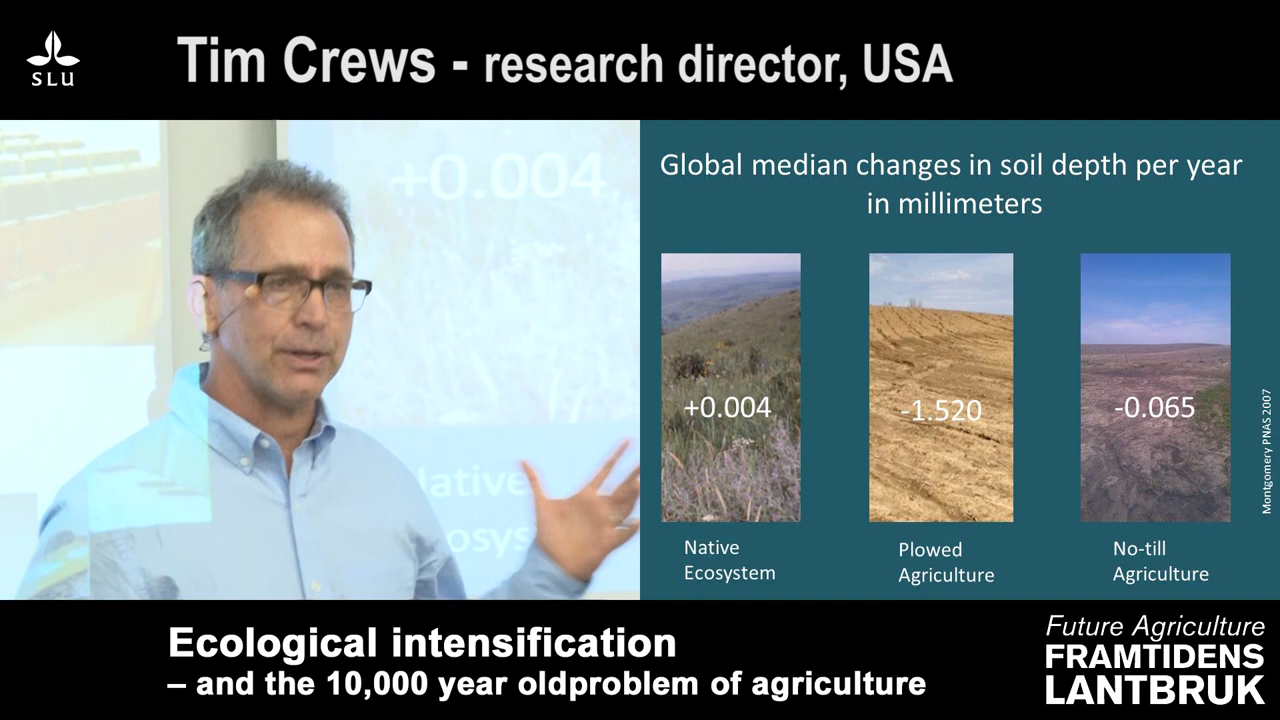 SLU
Tim Crews - research director, USA
+0.004
Native
Global median changes in soil depth per year
in millimeters
+0.004
-1.520
-0.065
Native
Ecosystem
Plowed
Agriculture
No-till
Agriculture
Montgomery PNAS 2007
Ecological intensification
– and the 10,000 year oldproblem of agriculture
Future Agriculture
FRAMTIDENS
LANTBRUK